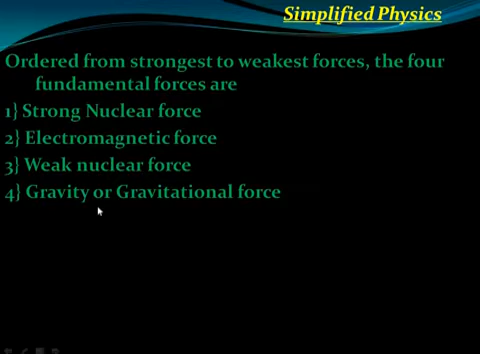 Simplified Physics
Ordered from strongest to weakest forces, the four
fundamental forces are
1} Strong Nuclear force
2} Electromagnetic force
3} Weak nuclear force
4} Gravity or Gravitational force